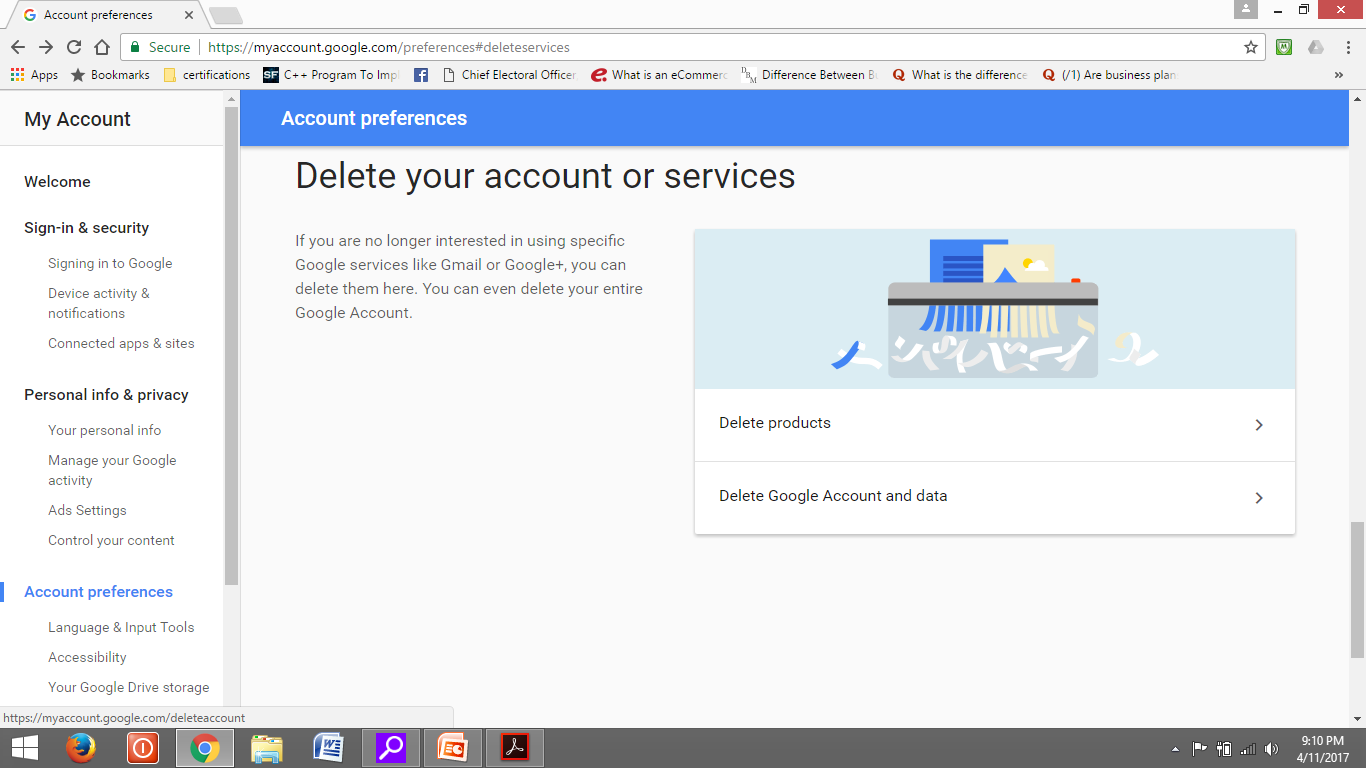 Account preferences
Secure
https://myaccount.google.com/preferences#deleteservices
Apps
Bookmarks
certifications
SF
C++ Program To Impl
Chief Electoral Officer
What is an eCommerc
Difference Between B
What is the difference
(/1) Are business plan
»
My Account
Account preferences
Welcome
Sign-in & security
Signing in to Google
Device activity &
notifications
Connected apps & sites
Personal info & privacy
Your personal info
Manage your Google
activity
Ads Settings
Control your content
Account preferences
Language & Input Tools
Accessibility
Your Google Drive storage
Delete your account or services
If you are no longer interested in using specific
Google services like Gmail or Google+, you can
delete them here. You can even delete your entire
Google Account.
Delete products
Delete Google Account and data
https://myaccount.google.com/deleteaccount
9:10 PM
4/11/2017